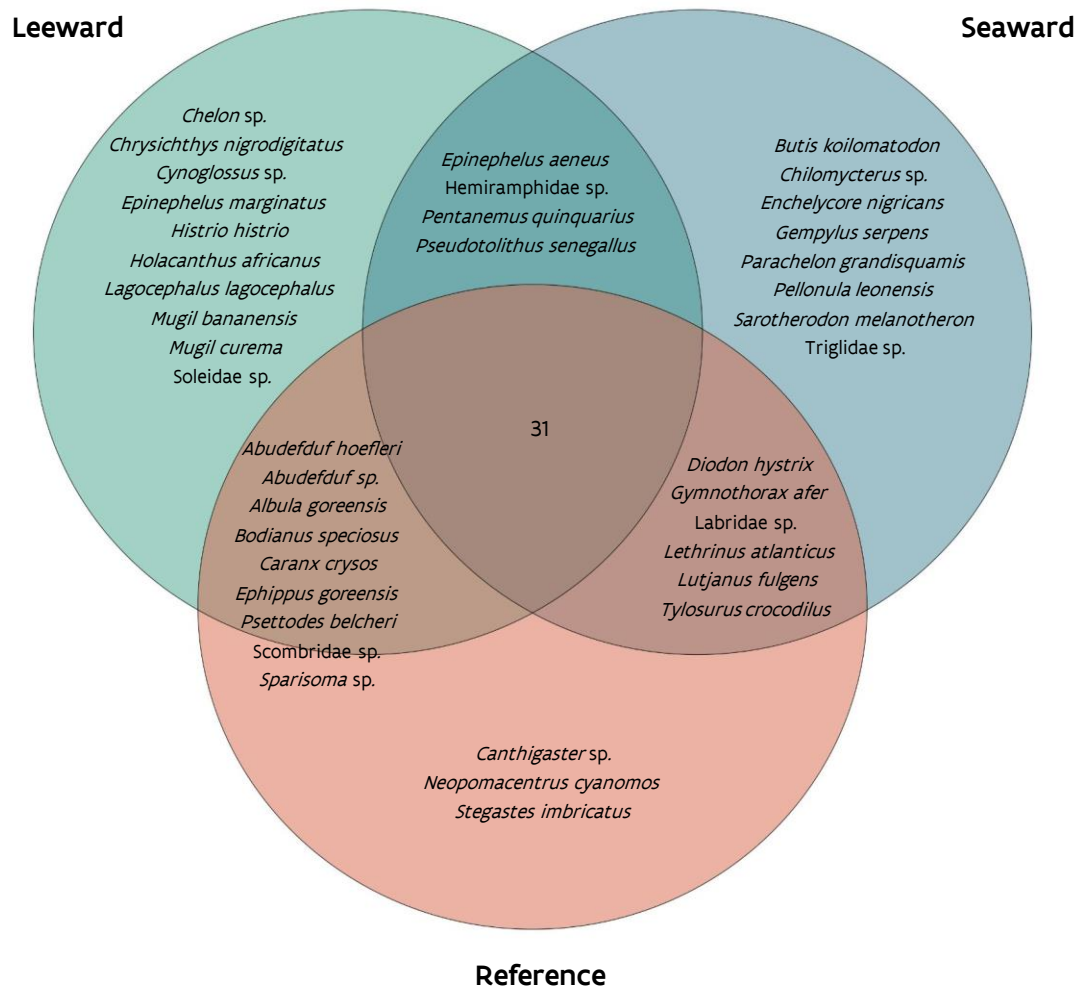 Leeward
Seaward
Chelon sp.
Chrysichthys nigrodigitatus
Cynoglossus sp.
Epinephelus marginatus
Histrio histrio
Holacanthus africanus
Lagocephalus lagocephalus
Mugil bananensis
Mugil curema
Soleidae sp.
Epinephelus aeneus
Hemiramphidae sp.
Pentanemus quinquarius
Pseudotolithus senegallus
Butis koilomatodon
Chilomycterus sp.
Enchelycore nigricans
Gempylus serpens
Parachelon grandisquamis
Pellonula leonensis
Sarotherodon melanotheron
Triglidae sp.
31
Abudefduf hoefleri
Abudefduf sp.
Albula goreensis
Bodianus speciosus
Caranx crysos
Ephippus goreensis
Psettodes belcheri
Scombridae sp.
Sparisoma sp.
Diodon hystrix
Gymnothorax afer
Labridae sp.
Lethrinus atlanticus
Lutjanus fulgens
Tylosurus crocodilus
Canthigaster sp.
Neopomacentrus cyanomos
Stegastes imbricatus
Reference